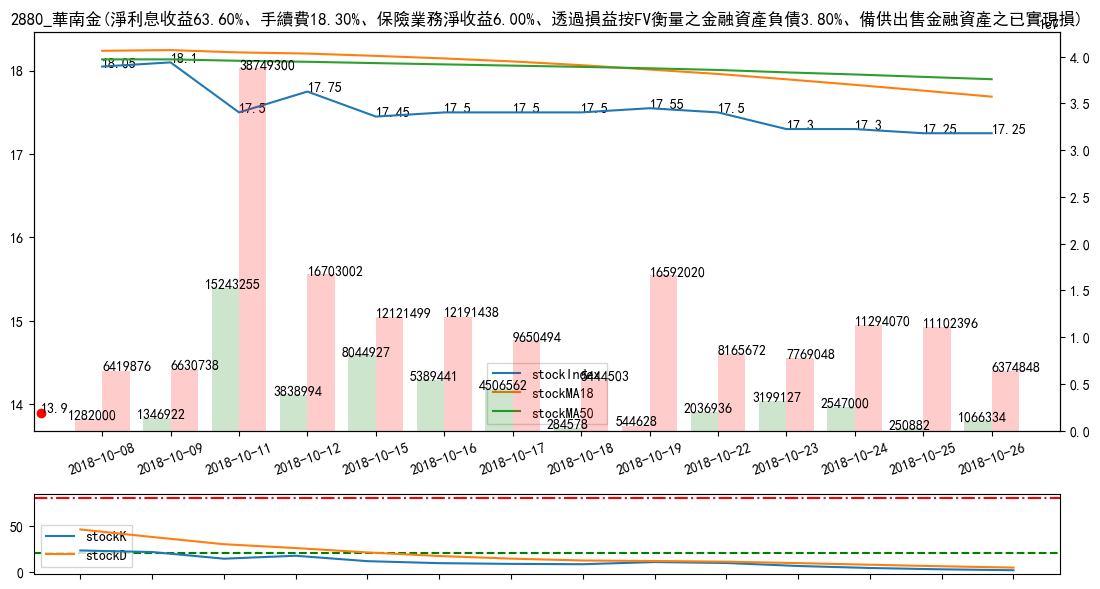 2880_華南金(淨利息收益63.60%、手續費18.30%、保險業務淨收益6.00%、透過損益按FV衡量之金融資產負債3.80%、備供出售金融資產之已實現損)
1e7
18 17 16 15 14
4.0 3.5 3.0 2.5 2.0 1.5 1.0 0.5 0.0
18.05 18.1 17.5 17.75 17.45 17.5 17.5 17.5 17.55 17.5 17.3 17.3 17.25 17.25
38749300
15243255 16703002 16592020
8044927 12121499 12191438 11294070 11102396
6419876 6630738 5389441 9650494 5444503 8165672 7769048 6374848
13.9 1282000 1346922 3838994 4506562 284578 544628 2036936 3199127 2547000 250882 1066334
stockIndex
stockMA18
stockMA50
2018-10-08 2018-10-09 2018-10-11 2018-10-12 2018-10-15 2018-10-16 2018-10-17 2018-10-18 2018-10-19 2018-10-22 2018-10-23 2018-10-24 2018-10-25 2018-10-26
50
0
stockK
stockD